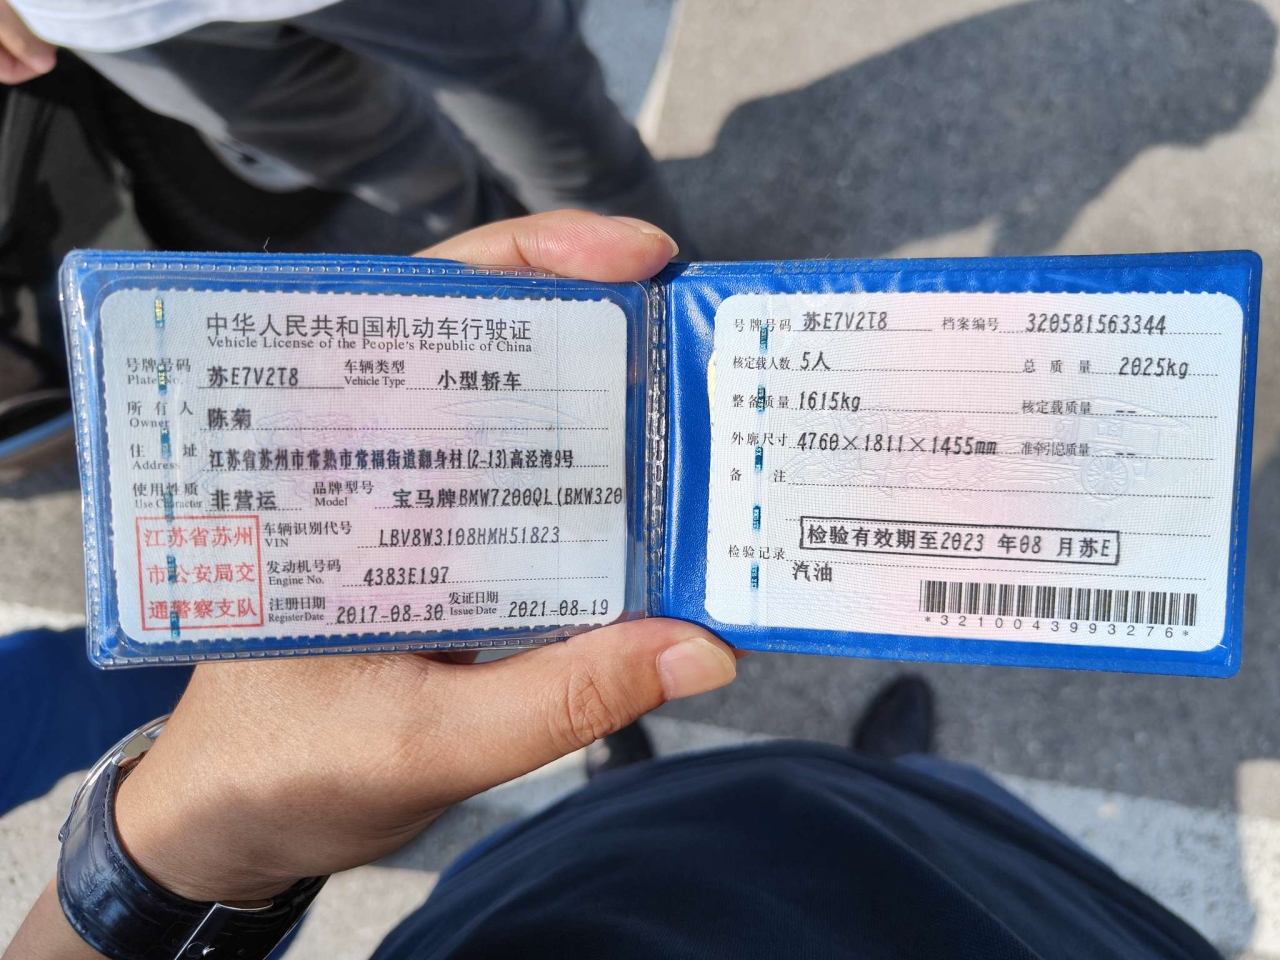 中华人民共和国机动车行驶证
Vehicle License of the People's Republic of China
号牌号码 苏E7V2T8 车辆类型 小型轿车
Plate No. Vehicle Type
所有人 陈菊
Owner
住址 江苏省苏州市常熟市常福街道翻身村(2-13)高泾湾9号
Address
使用性质 非营运 品牌型号 宝马牌BMW7200QL(BMW320
Use Character Model
江苏省苏州
市公安局交
通警察支队
车辆识别代号 LBV8W3108HMH51823
VIN
发动机号码 4383E197
Engine No.
注册日期 2017-08-30 发证日期 2021-08-19
Register Date Issue Date
号牌号码 苏E7V2T8 档案编号 320581563344
核定载人数 5人 总质量 2025kg
整备质量 1615kg 核定载质量 --
外廓尺寸 4760×1811×1455mm 准牵引总质量 --
备注
检验有效期至2023 年08 月苏E
检验记录
汽油
*3210043993276*